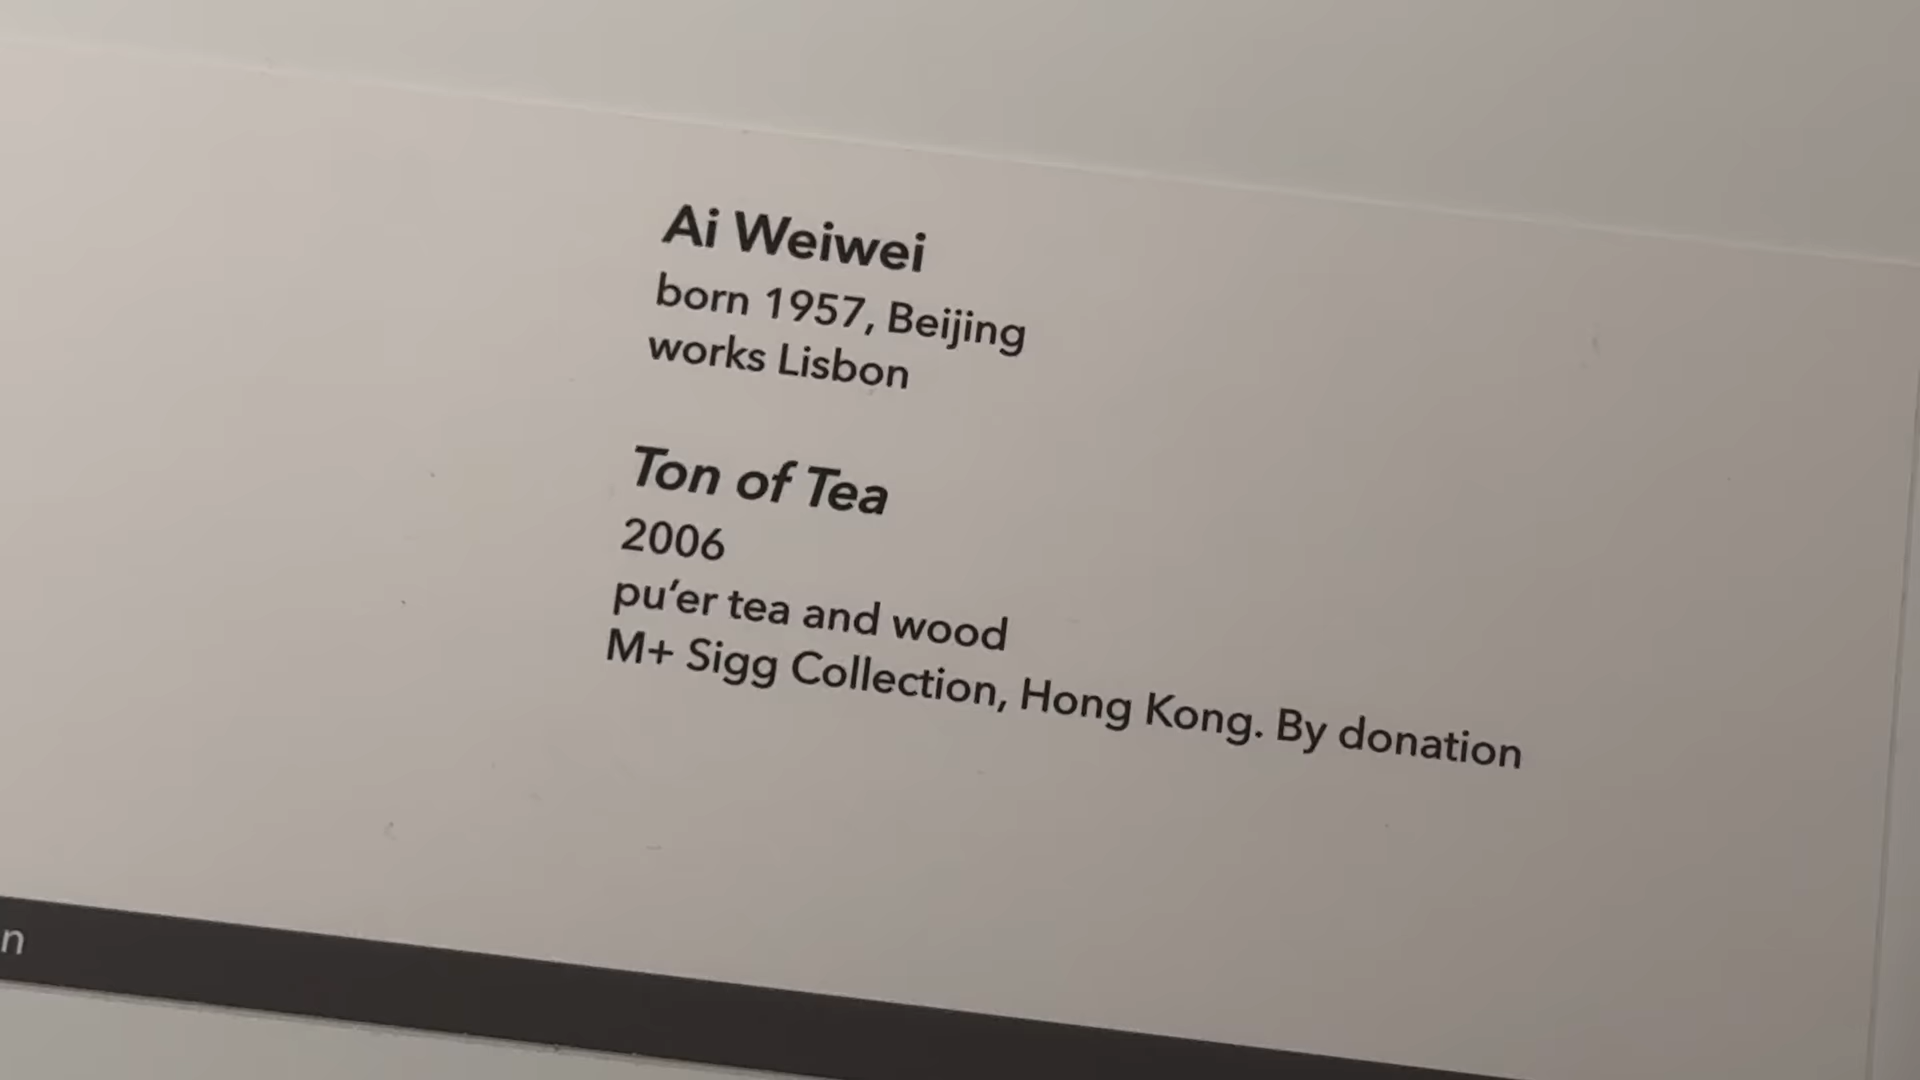 Ai Weiwei
born 1957, Beijing
works Lisbon
Ton of Tea
2006
pu’er tea and wood
M+ Sigg Collection, Hong Kong. By donation
n